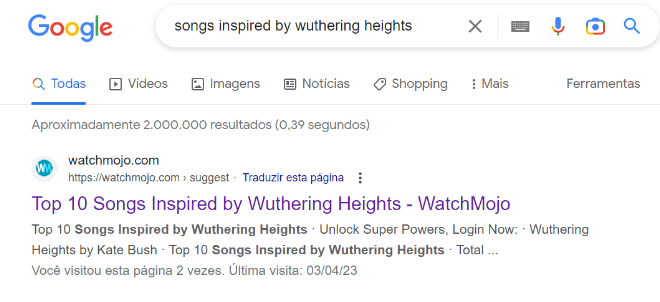 Google
songs inspired by wuthering heights
Todas Vídeos Imagens Notícias Shopping Mais Ferramentas
Aproximadamente 2.000.000 resultados (0,39 segundos)
WM watchmojo.com
https://watchmojo.com › suggest · Traduzir esta página
Top 10 Songs Inspired by Wuthering Heights - WatchMojo
Top 10 Songs Inspired by Wuthering Heights · Unlock Super Powers, Login Now: · Wuthering
Heights by Kate Bush · Top 10 Songs Inspired by Wuthering Heights · Total ...
Você visitou esta página 2 vezes. Última visita: 03/04/23